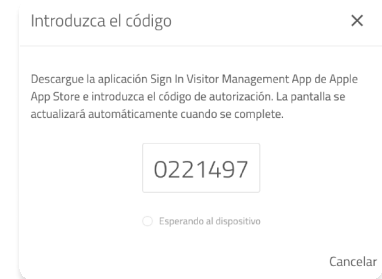 Introduzca el código
Descargue la aplicación Sign In Visitor Management App de Apple
App Store e introduzca el código de autorización. La pantalla se
actualizará automáticamente cuando se complete.
0221497
Esperando al dispositivo
Cancelar